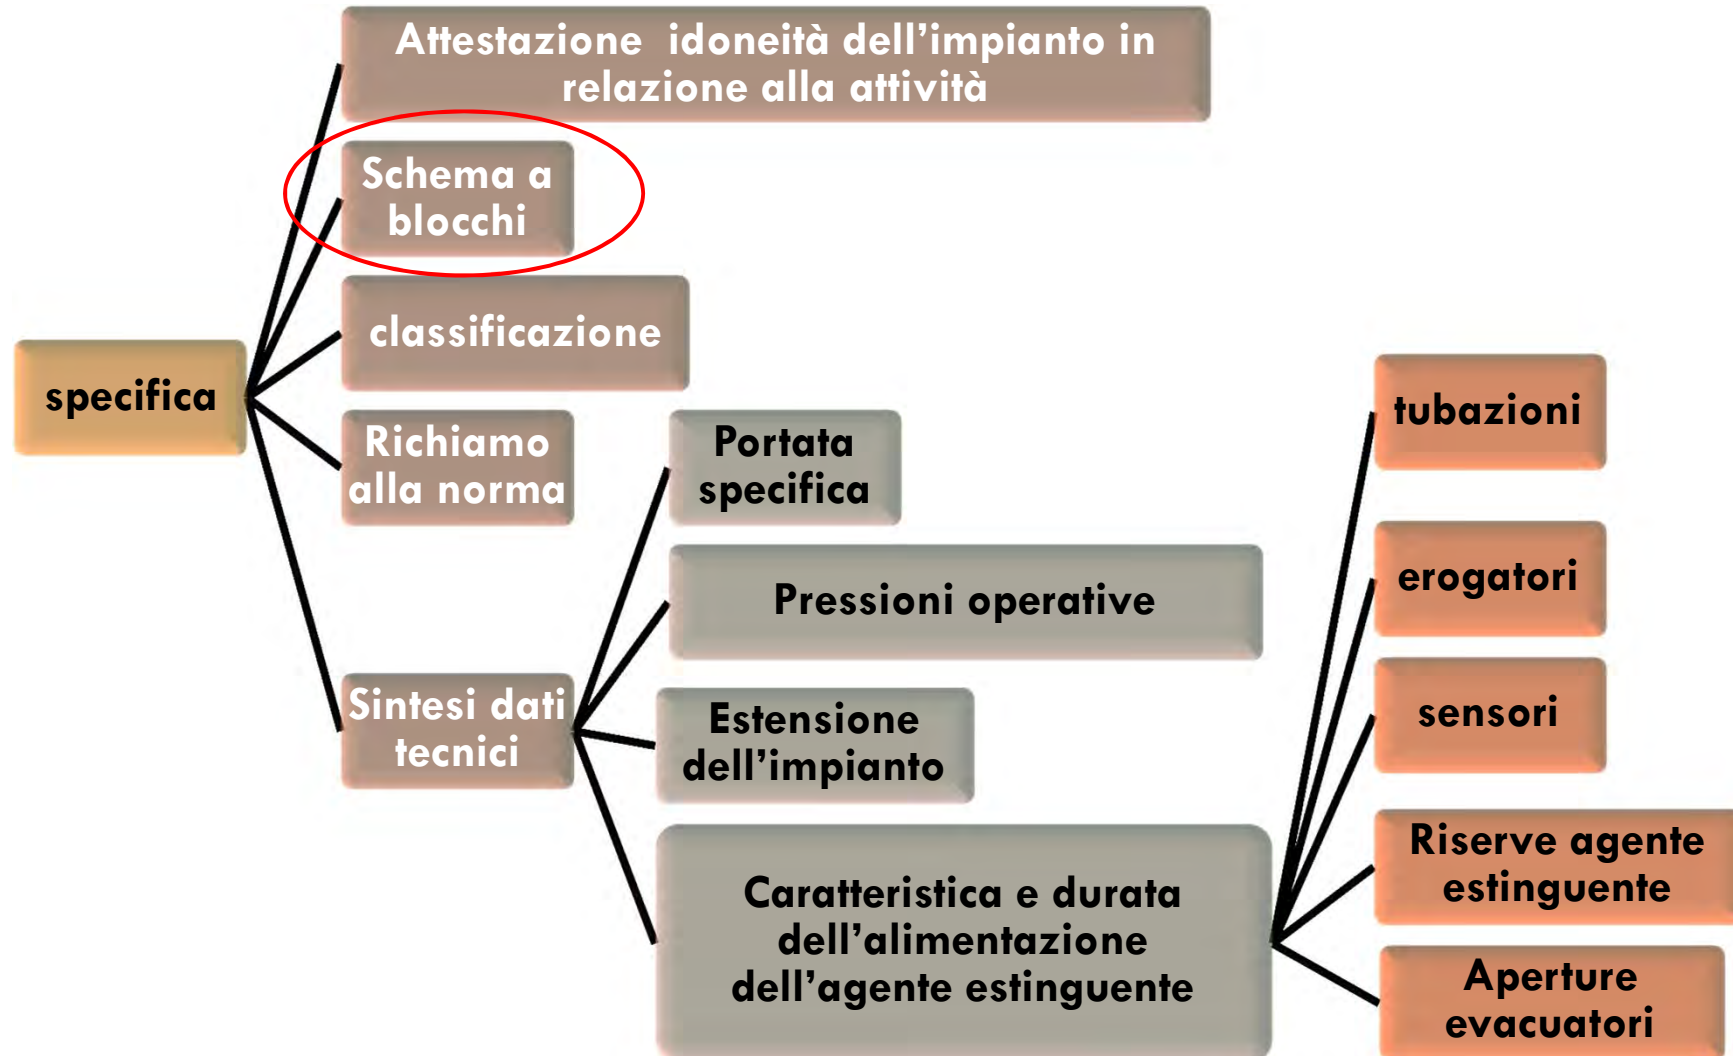 Attestazione idoneità dell'impianto in
relazione alla attività
Schema a
blocchi
classificazione
specifica
Richiamo
alla norma
Sintesi dati
tecnici
Portata
specifica
Pressioni operative
Estensione
dell'impianto
Caratteristica e durata
dell'alimentazione
dell'agente estinguente
tubazioni
erogatori
sensori
Riserve agente
estinguente
Aperture
evacuatori